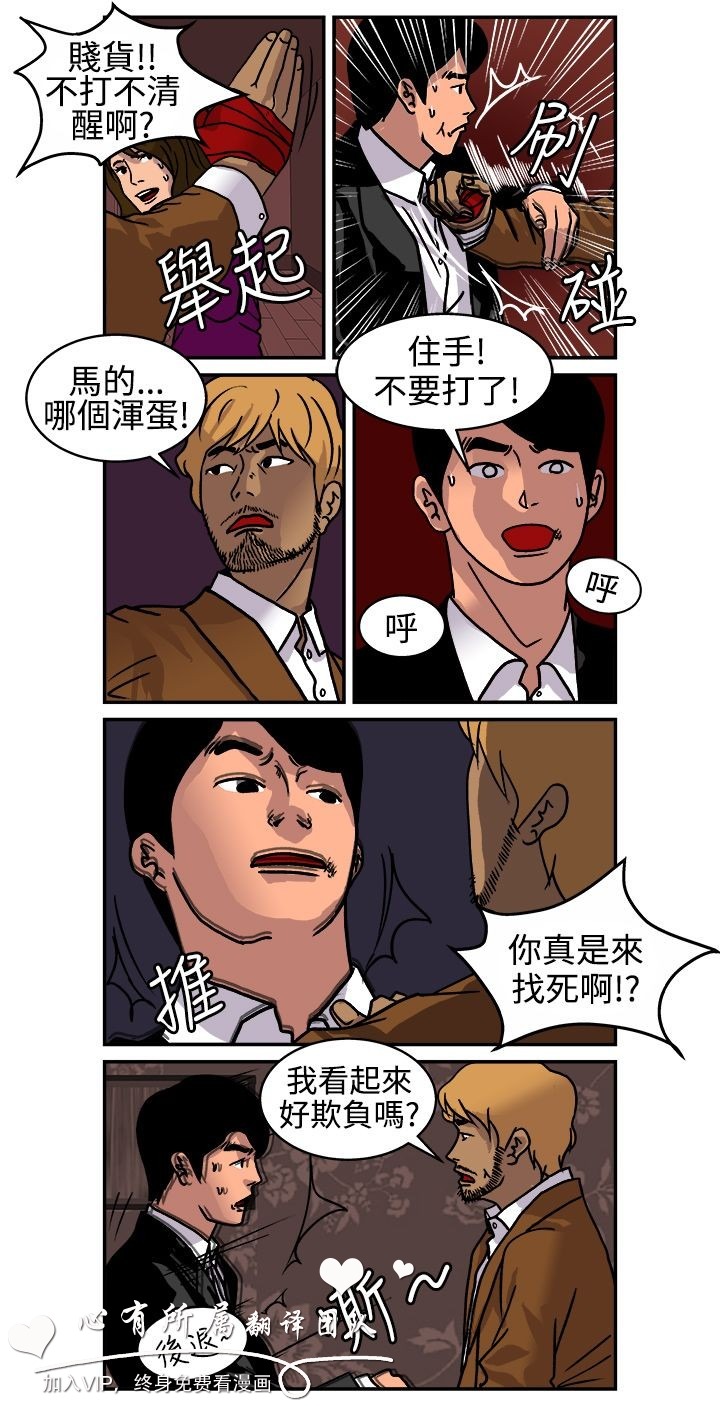 賤貨!!
不打不清
醒啊?
舉起
刷
碰
馬的...
哪個渾蛋!
住手!
不要打了!
呼
呼
推
你真是來
找死啊!?
我看起來
好欺負嗎?
斯~
後退~
心有所属翻译团队
加入VIP，终身免费看漫画